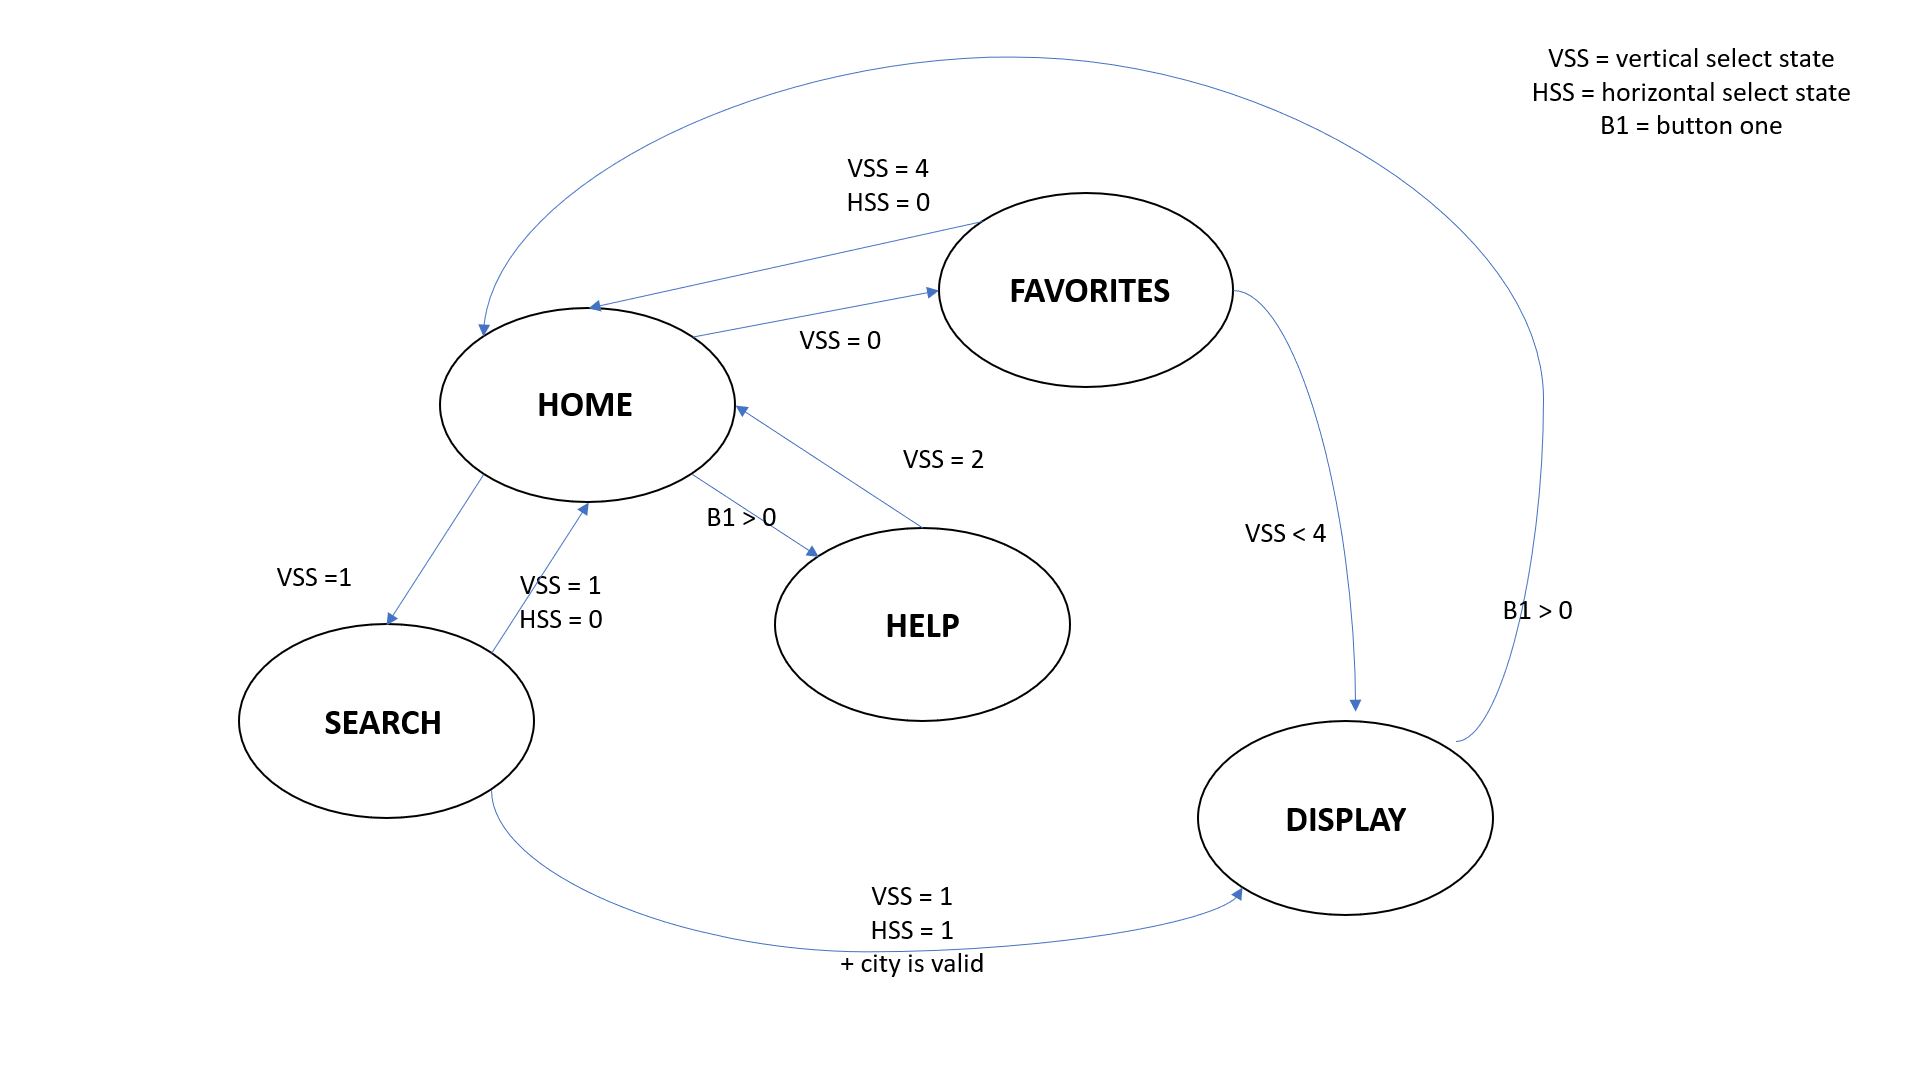 VSS = vertical select state
HSS = horizontal select state
B1 = button one
VSS = 4
HSS = 0
FAVORITES
VSS = 0
HOME
VSS = 2
B1 > 0
VSS < 4
VSS =1
VSS = 1
HSS = 0
HELP
B1 > 0
SEARCH
DISPLAY
VSS = 1
HSS = 1
+ city is valid